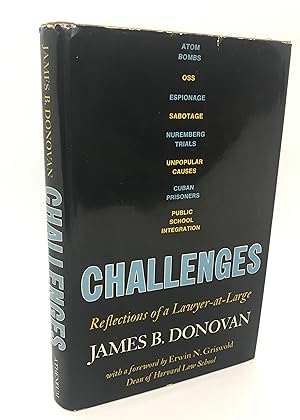 JAMES B. DONOVAN
CHALLENGES
ATHENEUM
ATOM
BOMBS
OSS
ESPIONAGE
SABOTAGE
NUREMBERG
TRIALS
UNPOPULAR
CAUSES
CUBAN
PRISONERS
PUBLIC
SCHOOL
INTEGRATION
CHALLENGES
Reflections of a Lawyer-at-Large
JAMES B. DONOVAN
with a foreword by Erwin N. Griswold
Dean of Harvard Law School